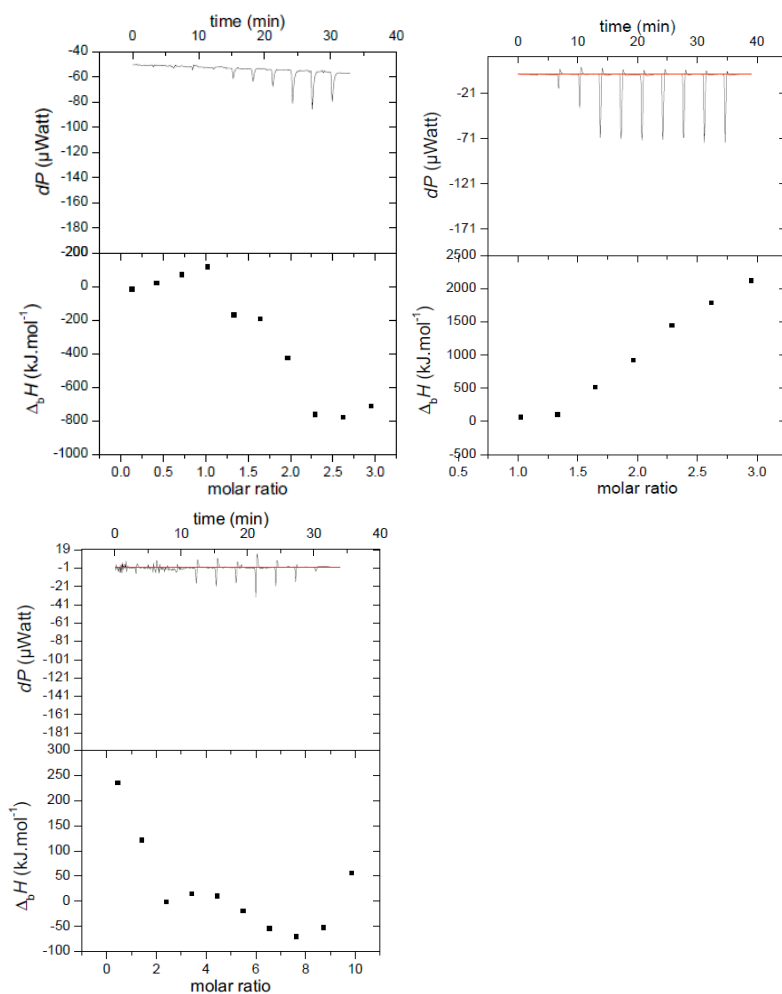 time (min)
0 10 20 30 40
-40
-60
-80
-100
-120
-140
-160
-180
-200
dP (µWatt)
0
-200
-400
-600
-800
-1000
ΔbH (kJ.mol⁻¹)
0.0 0.5 1.0 1.5 2.0 2.5 3.0
molar ratio
time (min)
0 10 20 30 40
-21
-71
-121
-171
dP (µWatt)
2500
2000
1500
1000
500
0
-500
ΔbH (kJ.mol⁻¹)
0.5 1.0 1.5 2.0 2.5 3.0
molar ratio
time (min)
0 10 20 30 40
19
-1
-21
-41
-61
-81
-101
-121
-141
-161
-181
dP (µWatt)
300
250
200
150
100
50
0
-50
-100
ΔbH (kJ.mol⁻¹)
0 2 4 6 8 10
molar ratio